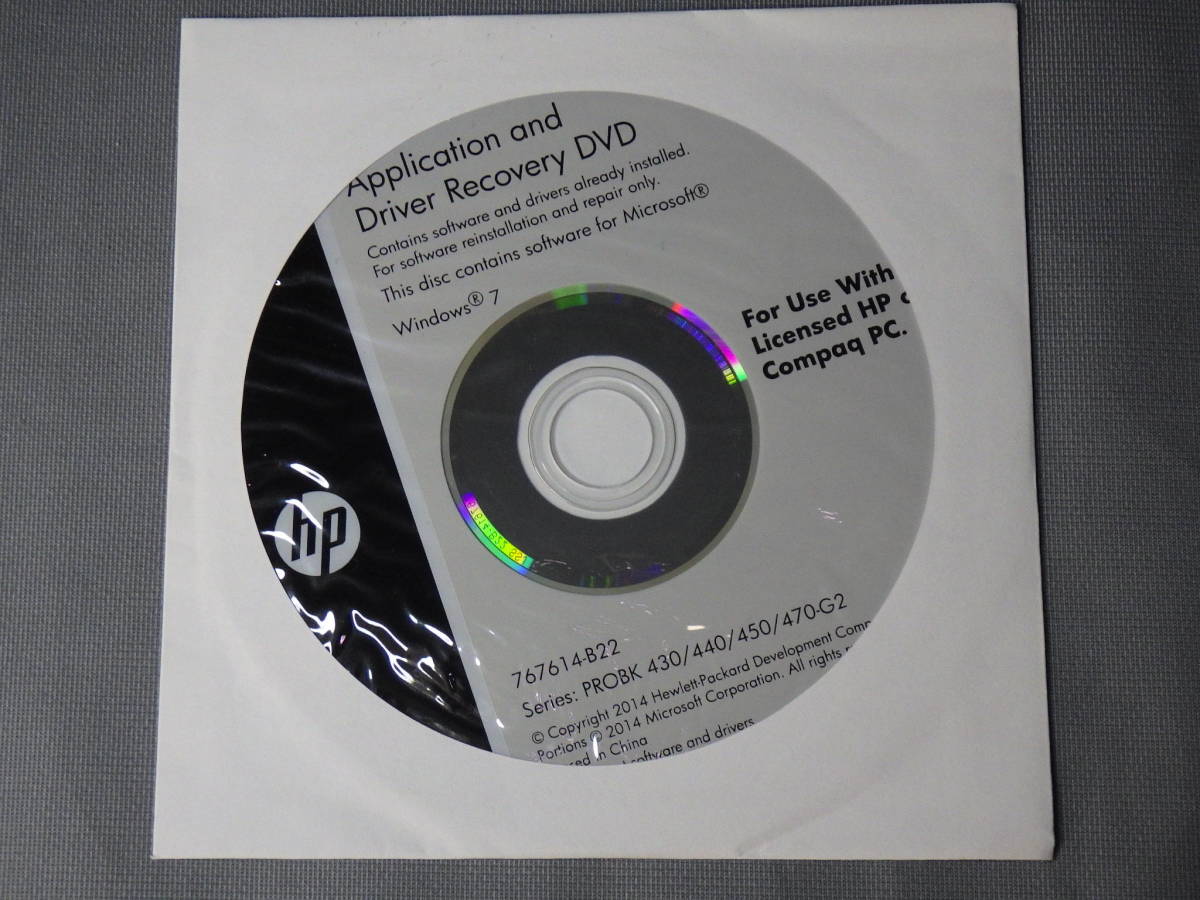 Application and
Driver Recovery DVD
Contains software and drivers already installed.
For software reinstallation and repair only.
This disc contains software for Microsoft®
Windows® 7
For Use With
Licensed HP
Compaq PC.
hp
767614-B22
Series: PROBK 430/440/450/470-G2
© Copyright 2014 Hewlett-Packard Development Comp
Portions © 2014 Microsoft Corporation. All rights
in China
software and drivers